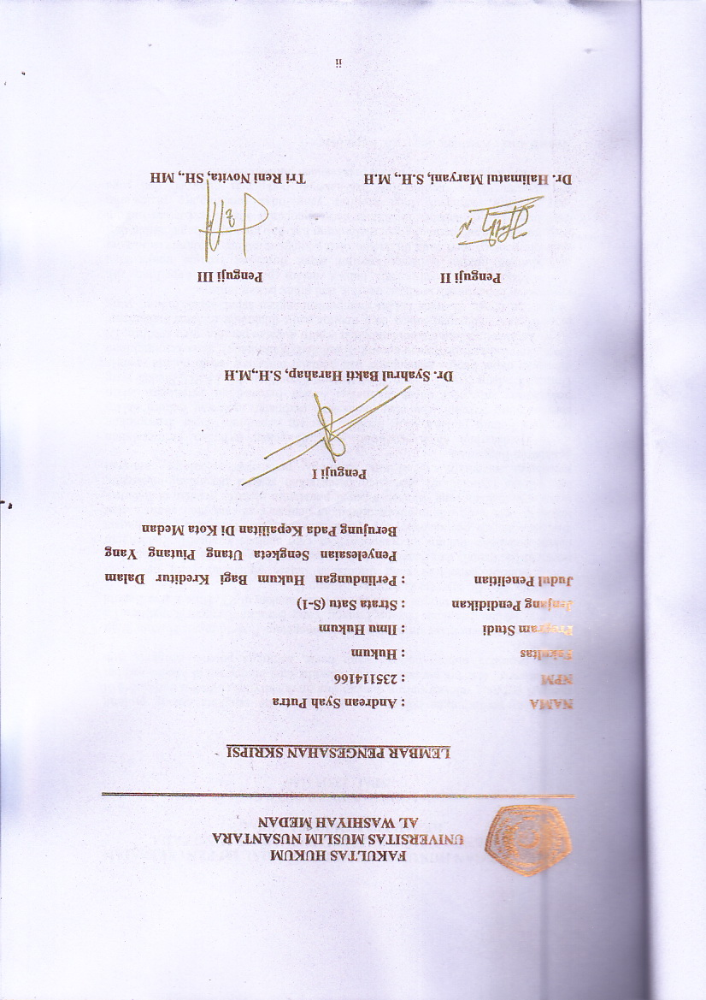 FAKULTAS HUKUM
UNIVERSITAS MUSLIM NUSANTARA
AL WASHIYAH MEDAN
LEMBAR PENGESAHAN SKRIPSI
NAMA : Andrean Syah Putra
NPM : 235114166
Fakultas : Hukum
Program Studi : Ilmu Hukum
Jenjang Pendidikan : Strata Satu (S-1)
Judul Penelitian : Perlindungan Hukum Bagi Kreditur Dalam
Penyelesaian Sengketa Utang Piutang Yang
Berujung Pada Kepailitan Di Kota Medan
Penguji I
Dr. Syahrul Bakti Harahap, S.H.,M.H
Penguji II Penguji III
Dr. Halimatul Maryani, S.H., M.H Tri Reni Novita, SH., MH
ii